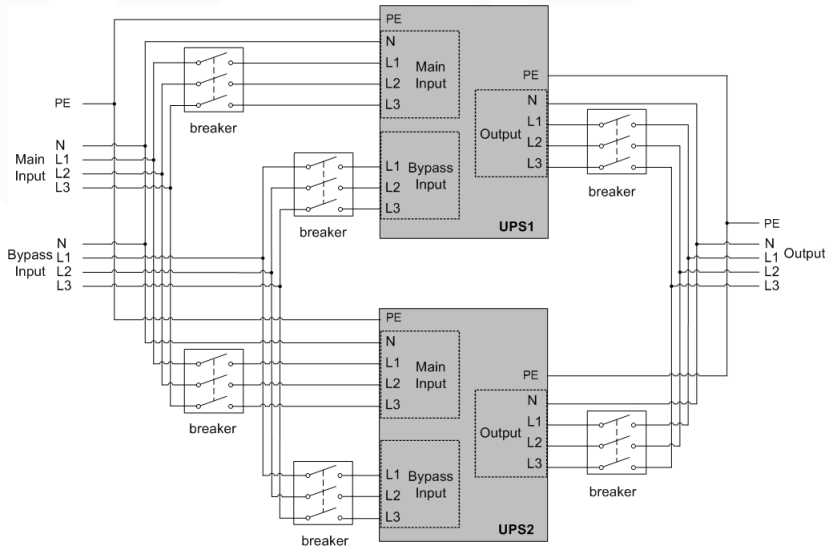 PE
N
L1
L2
L3
Main
Input
breaker
PE
N
L1
L2
L3
Output
breaker
PE
N
Main L1
Input L2
L3
L1
L2
L3
Bypass
Input
breaker
UPS1
N
Bypass L1
Input L2
L3
PE
N
L1 Output
L2
L3
PE
N
L1
L2
L3
Main
Input
breaker
PE
N
L1
L2
L3
Output
breaker
L1
L2
L3
Bypass
Input
breaker
UPS2